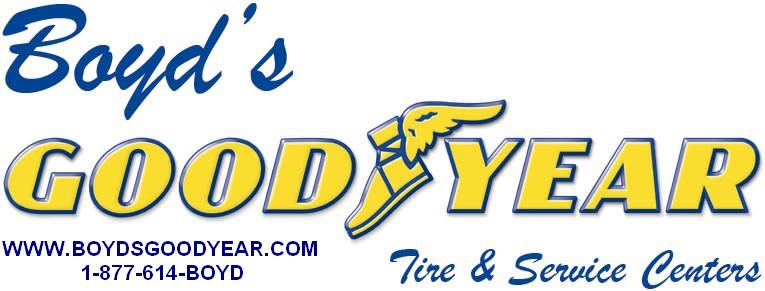 Boyd's
GOODYEAR
WWW.BOYDSGOODYEAR.COM
1-877-614-BOYD
Tire & Service Centers